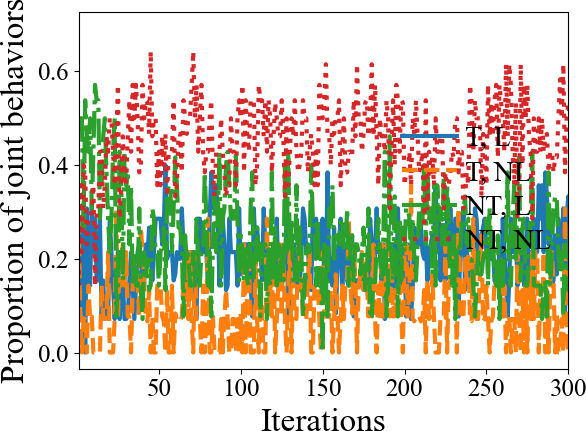 Proportion of joint behaviors
0.6
0.4
0.2
0.0
T, L
T, NL
NT, L
NT, NL
50 100 150 200 250 300
Iterations